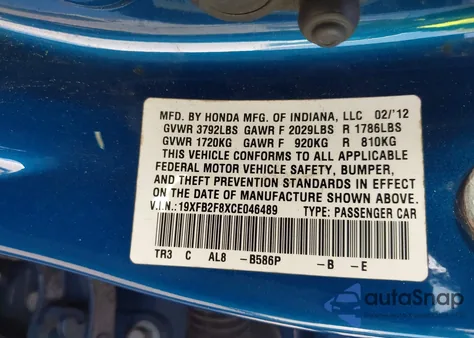 MFD. BY HONDA MFG. OF INDIANA, LLC 02/'12
GVWR 3792LBS GAWR F 2029LBS R 1786LBS
GVWR 1720KG GAWR F 920KG R 810KG
THIS VEHICLE CONFORMS TO ALL APPLICABLE
FEDERAL MOTOR VEHICLE SAFETY, BUMPER,
AND THEFT PREVENTION STANDARDS IN EFFECT
ON THE DATE OF MANUFACTURE SHOWN ABOVE.
V.I.N.: 19XFB2F8XCE046489 TYPE: PASSENGER CAR
TR3 C AL8 -B586P -B -E
autoSnap